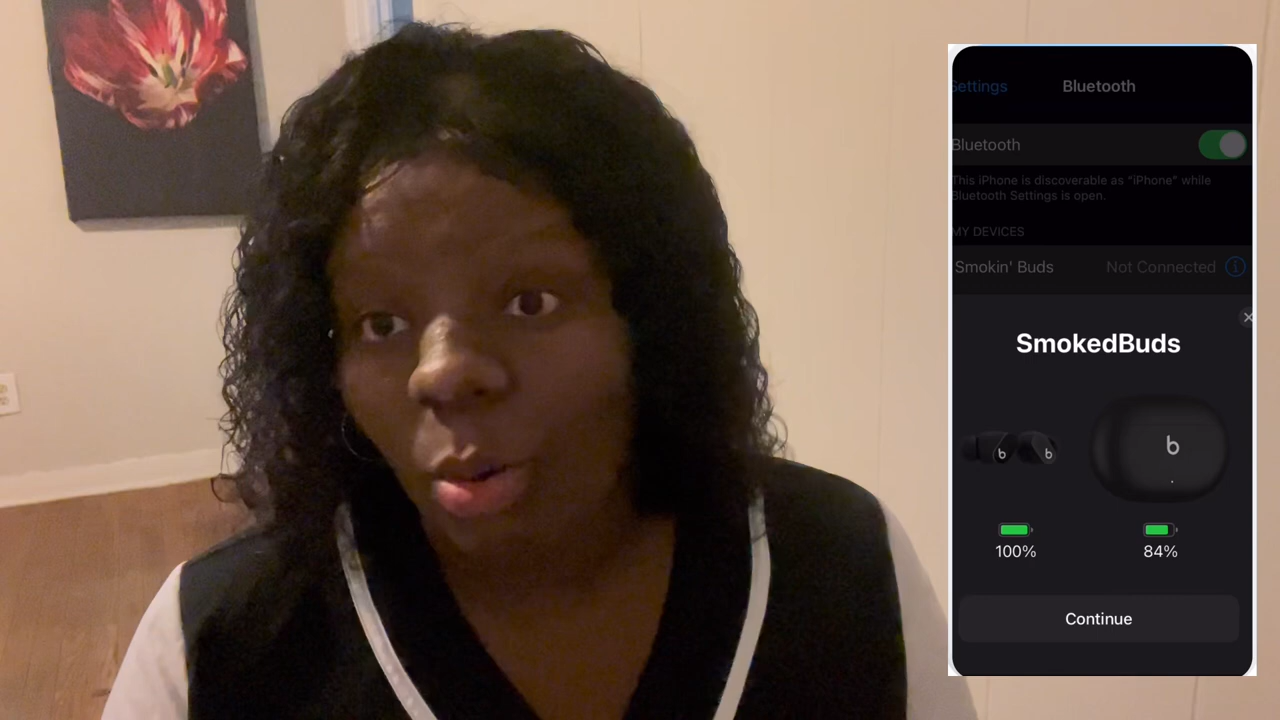 Settings Bluetooth
Bluetooth
This iPhone is discoverable as “iPhone” while
Bluetooth Settings is open.
MY DEVICES
Smokin' Buds Not Connected
SmokedBuds
100% 84%
Continue